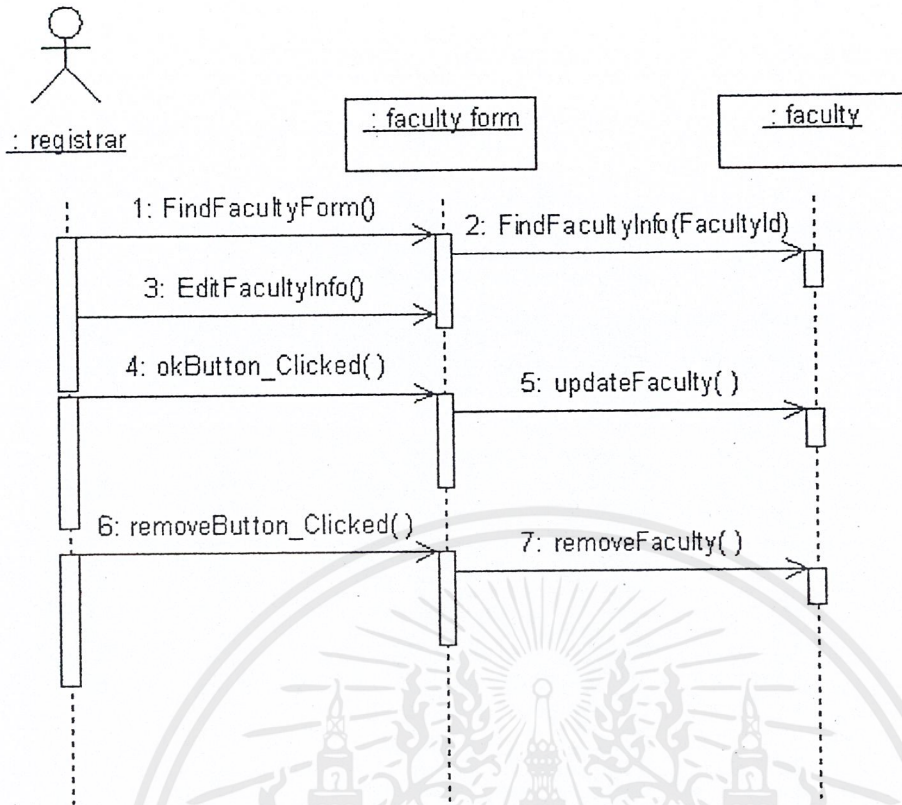 : registrar
: faculty form
: faculty
1: FindFacultyForm()
2: FindFacultyInfo(FacultyId)
3: EditFacultyInfo()
4: okButton_Clicked( )
5: updateFaculty( )
6: removeButton_Clicked( )
7: removeFaculty( )